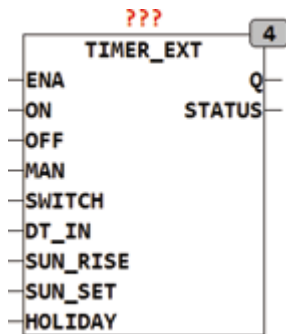 ???
4
TIMER_EXT
ENA Q
ON STATUS
OFF
MAN
SWITCH
DT_IN
SUN_RISE
SUN_SET
HOLIDAY